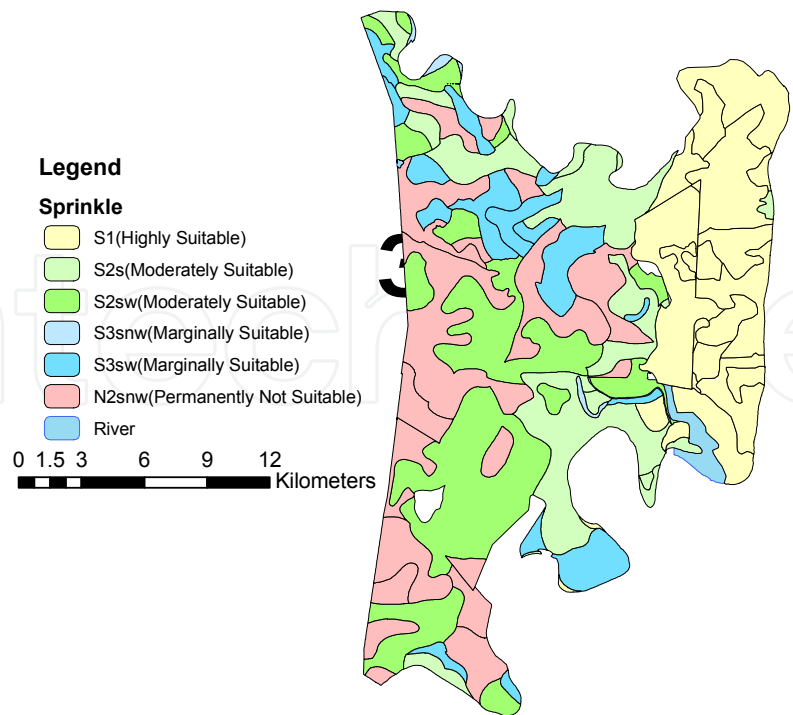 Legend
Sprinkle
S1(Highly Suitable)
S2s(Moderately Suitable)
S2sw(Moderately Suitable)
S3snw(Marginally Suitable)
S3sw(Marginally Suitable)
N2snw(Permanently Not Suitable)
River
0 1.5 3 6 9 12
Kilometers
3